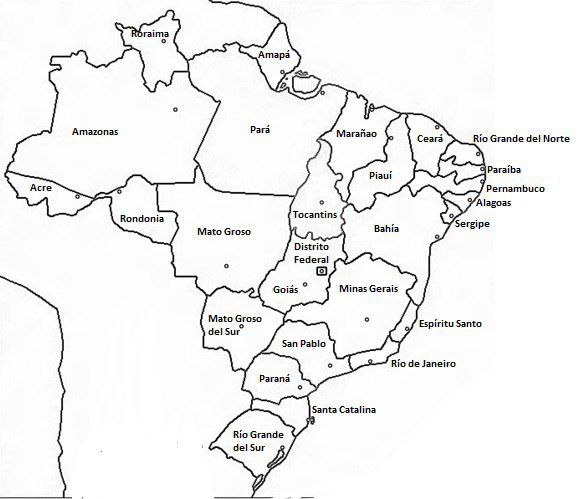 Roraima
Amapá
Amazonas
Pará
Marañao
Ceará
Río Grande del Norte
Piauí
Paraíba
Pernambuco
Alagoas
Sergipe
Acre
Rondonia
Tocantins
Mato Groso
Bahía
Distrito
Federal
Goiás
Minas Gerais
Mato Groso
del Sur
Espíritu Santo
San Pablo
Río de Janeiro
Paraná
Santa Catalina
Río Grande
del Sur